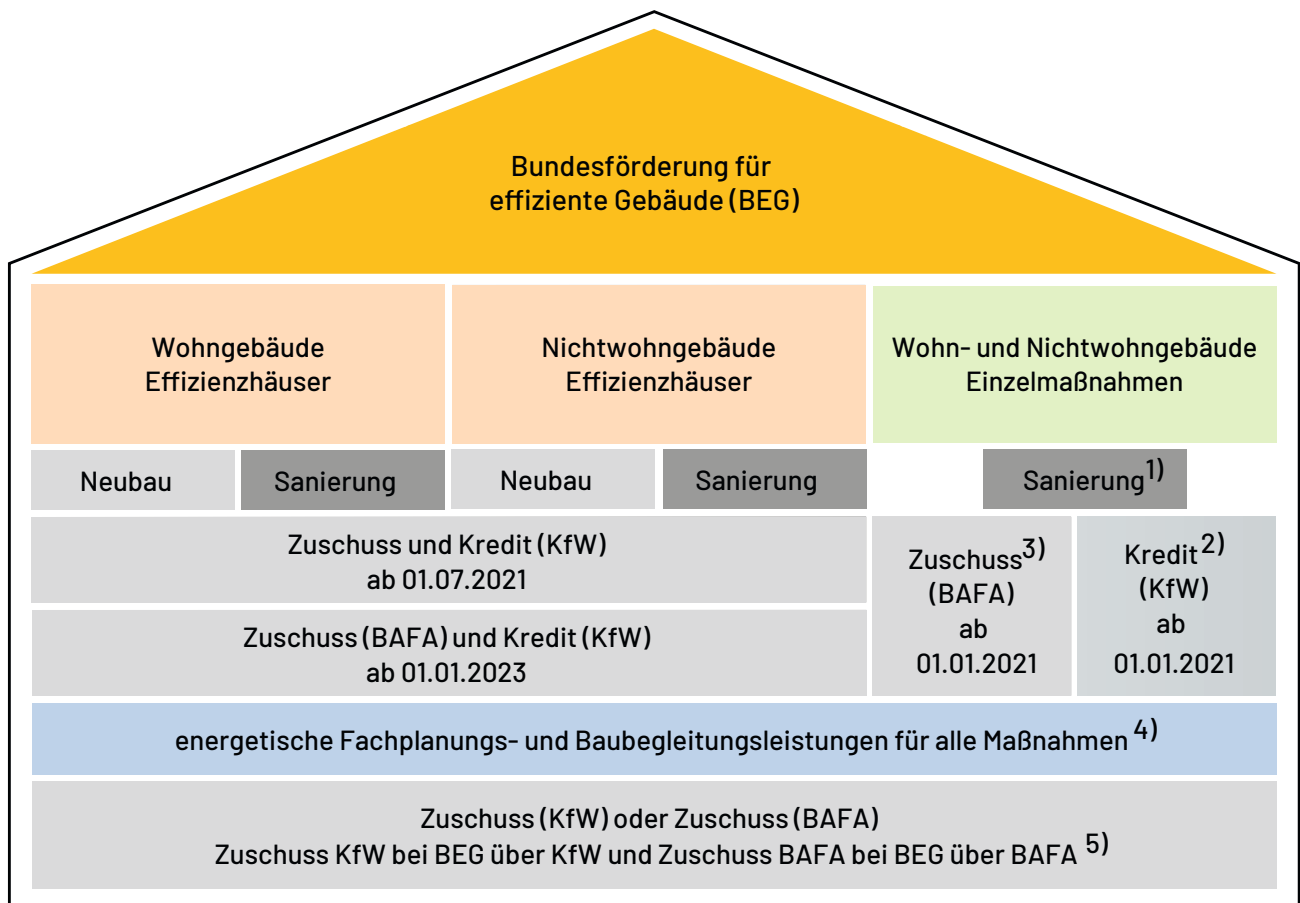 Bundesförderung für
effiziente Gebäude (BEG)
Wohngebäude
Effizienzhäuser
Nichtwohngebäude
Effizienzhäuser
Wohn- und Nichtwohngebäude
Einzelmaßnahmen
Neubau
Sanierung
Neubau
Sanierung
Sanierung1)
Zuschuss und Kredit (KfW)
ab 01.07.2021
Zuschuss (BAFA) und Kredit (KfW)
ab 01.01.2023
Zuschuss3)
(BAFA)
ab
01.01.2021
Kredit2)
(KfW)
ab
01.01.2021
energetische Fachplanungs- und Baubegleitungsleistungen für alle Maßnahmen 4)
Zuschuss (KfW) oder Zuschuss (BAFA)
Zuschuss KfW bei BEG über KfW und Zuschuss BAFA bei BEG über BAFA 5)